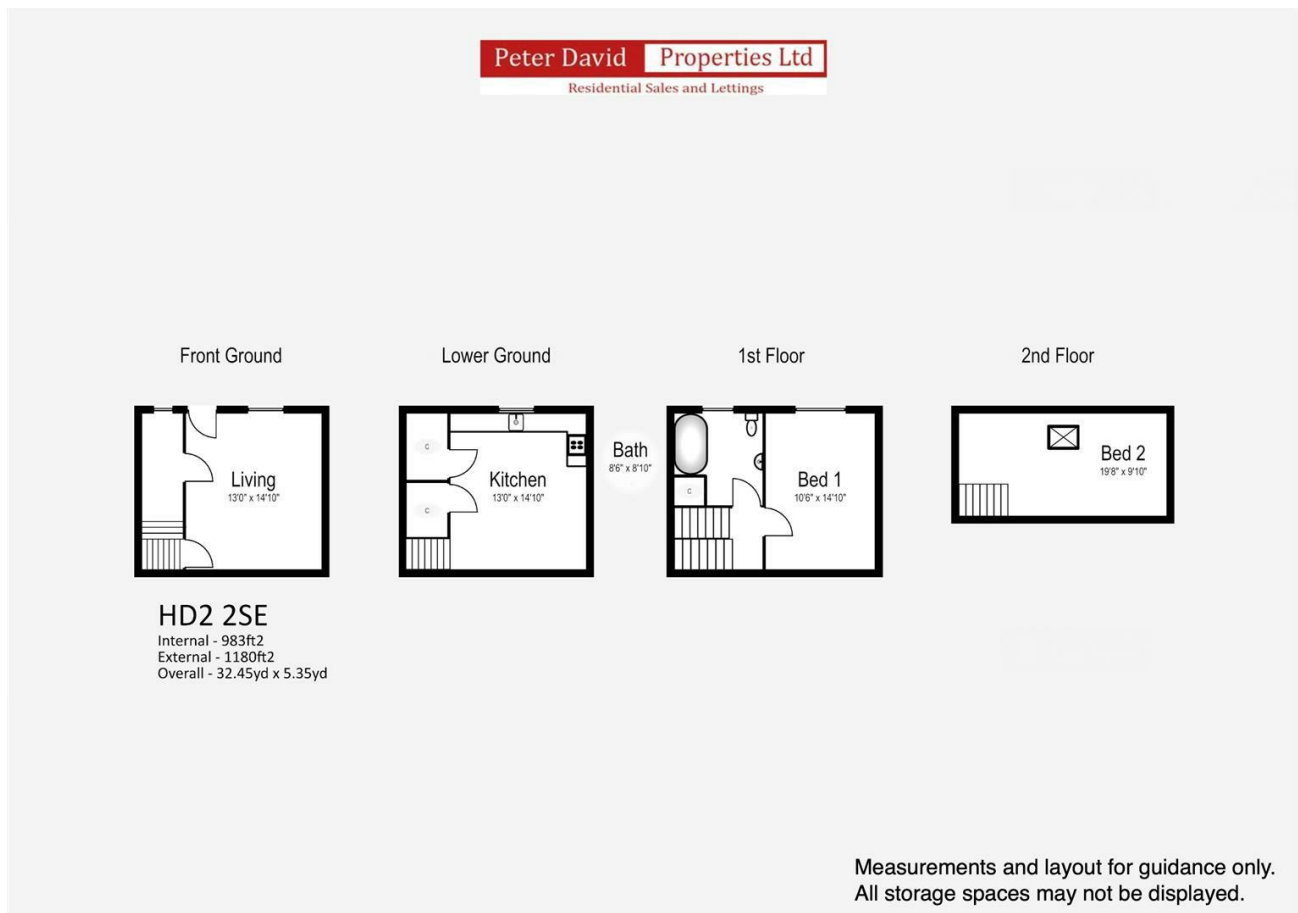 Peter David Properties Ltd
Residential Sales and Lettings
Front Ground
Lower Ground
1st Floor
2nd Floor
Living
13'0" x 14'10"
C
C
Kitchen
13'0" x 14'10"
Bath
8'6" x 8'10"
C
Bed 1
10'6" x 14'10"
Bed 2
19'8" x 9'10"
HD2 2SE
Internal - 983ft2
External - 1180ft2
Overall - 32.45yd x 5.35yd
Measurements and layout for guidance only.
All storage spaces may not be displayed.